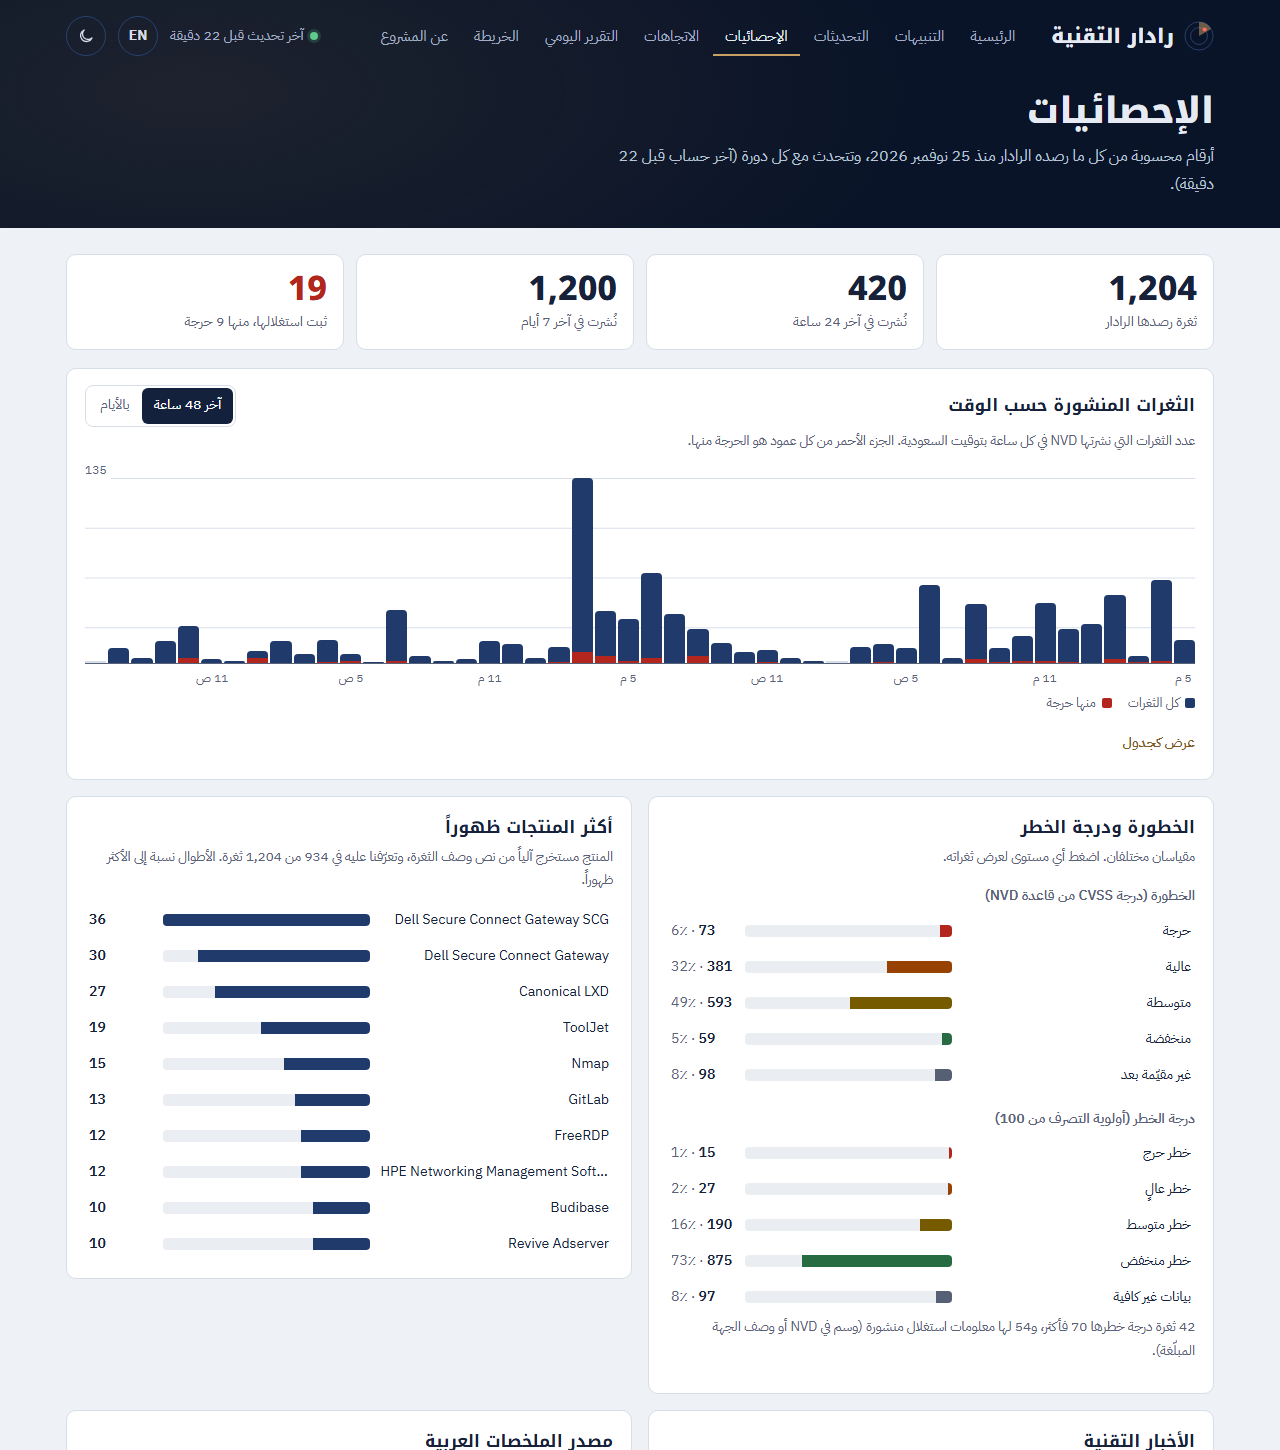 رادار التقنية
الرئيسية
التنبيهات
التحديثات
الإحصائيات
الاتجاهات
التقرير اليومي
الخريطة
عن المشروع
آخر تحديث قبل 22 دقيقة
EN
الإحصائيات
أرقام محسوبة من كل ما رصده الرادار منذ 25 نوفمبر 2026، وتتحدث مع كل دورة (آخر حساب قبل 22
دقيقة).
1,204
ثغرة رصدها الرادار
420
نُشرت في آخر 24 ساعة
1,200
نُشرت في آخر 7 أيام
19
ثبت استغلالها، منها 9 حرجة
الثغرات المنشورة حسب الوقت
آخر 48 ساعة
بالأيام
عدد الثغرات التي نشرتها NVD في كل ساعة بتوقيت السعودية. الجزء الأحمر من كل عمود هو الحرجة منها.
135
5 م
11 م
5 ص
11 ص
5 م
11 م
5 ص
11 ص
كل الثغرات
منها حرجة
عرض كجدول
الخطورة ودرجة الخطر
مقياسان مختلفان. اضغط أي مستوى لعرض ثغراته.
الخطورة (درجة CVSS من قاعدة NVD)
حرجة 73 · 6٪
عالية 381 · 32٪
متوسطة 593 · 49٪
منخفضة 59 · 5٪
غير مقيّمة بعد 98 · 8٪
درجة الخطر (أولوية التصرف من 100)
خطر حرج 15 · 1٪
خطر عالٍ 27 · 2٪
خطر متوسط 190 · 16٪
خطر منخفض 875 · 73٪
بيانات غير كافية 97 · 8٪
42 ثغرة درجة خطرها 70 فأكثر، و54 لها معلومات استغلال منشورة (وسم في NVD أو وصف الجهة
المبلّغة).
أكثر المنتجات ظهوراً
المنتج مستخرج آلياً من نص وصف الثغرة، وتعرّفنا عليه في 934 من 1,204 ثغرة. الأطوال نسبة إلى الأكثر
ظهوراً.
Dell Secure Connect Gateway SCG 36
Dell Secure Connect Gateway 30
Canonical LXD 27
ToolJet 19
Nmap 15
GitLab 13
FreeRDP 12
HPE Networking Management Soft... 12
Budibase 10
Revive Adserver 10
الأخبار التقنية
مصدر الملخصات العربية